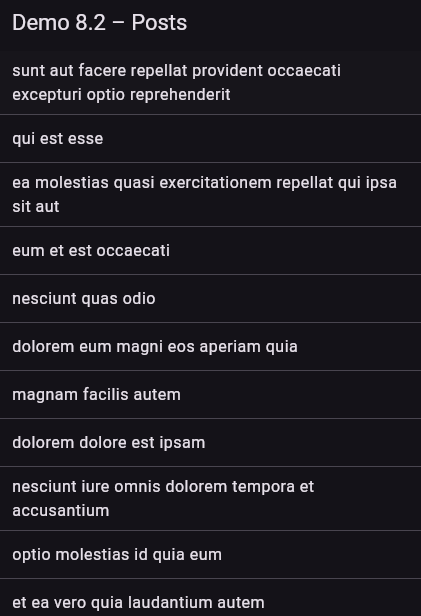 Demo 8.2 – Posts
sunt aut facere repellat provident occaecati
excepturi optio reprehenderit
qui est esse
ea molestias quasi exercitationem repellat qui ipsa
sit aut
eum et est occaecati
nesciunt quas odio
dolorem eum magni eos aperiam quia
magnam facilis autem
dolorem dolore est ipsam
nesciunt iure omnis dolorem tempora et
accusantium
optio molestias id quia eum
et ea vero quia laudantium autem